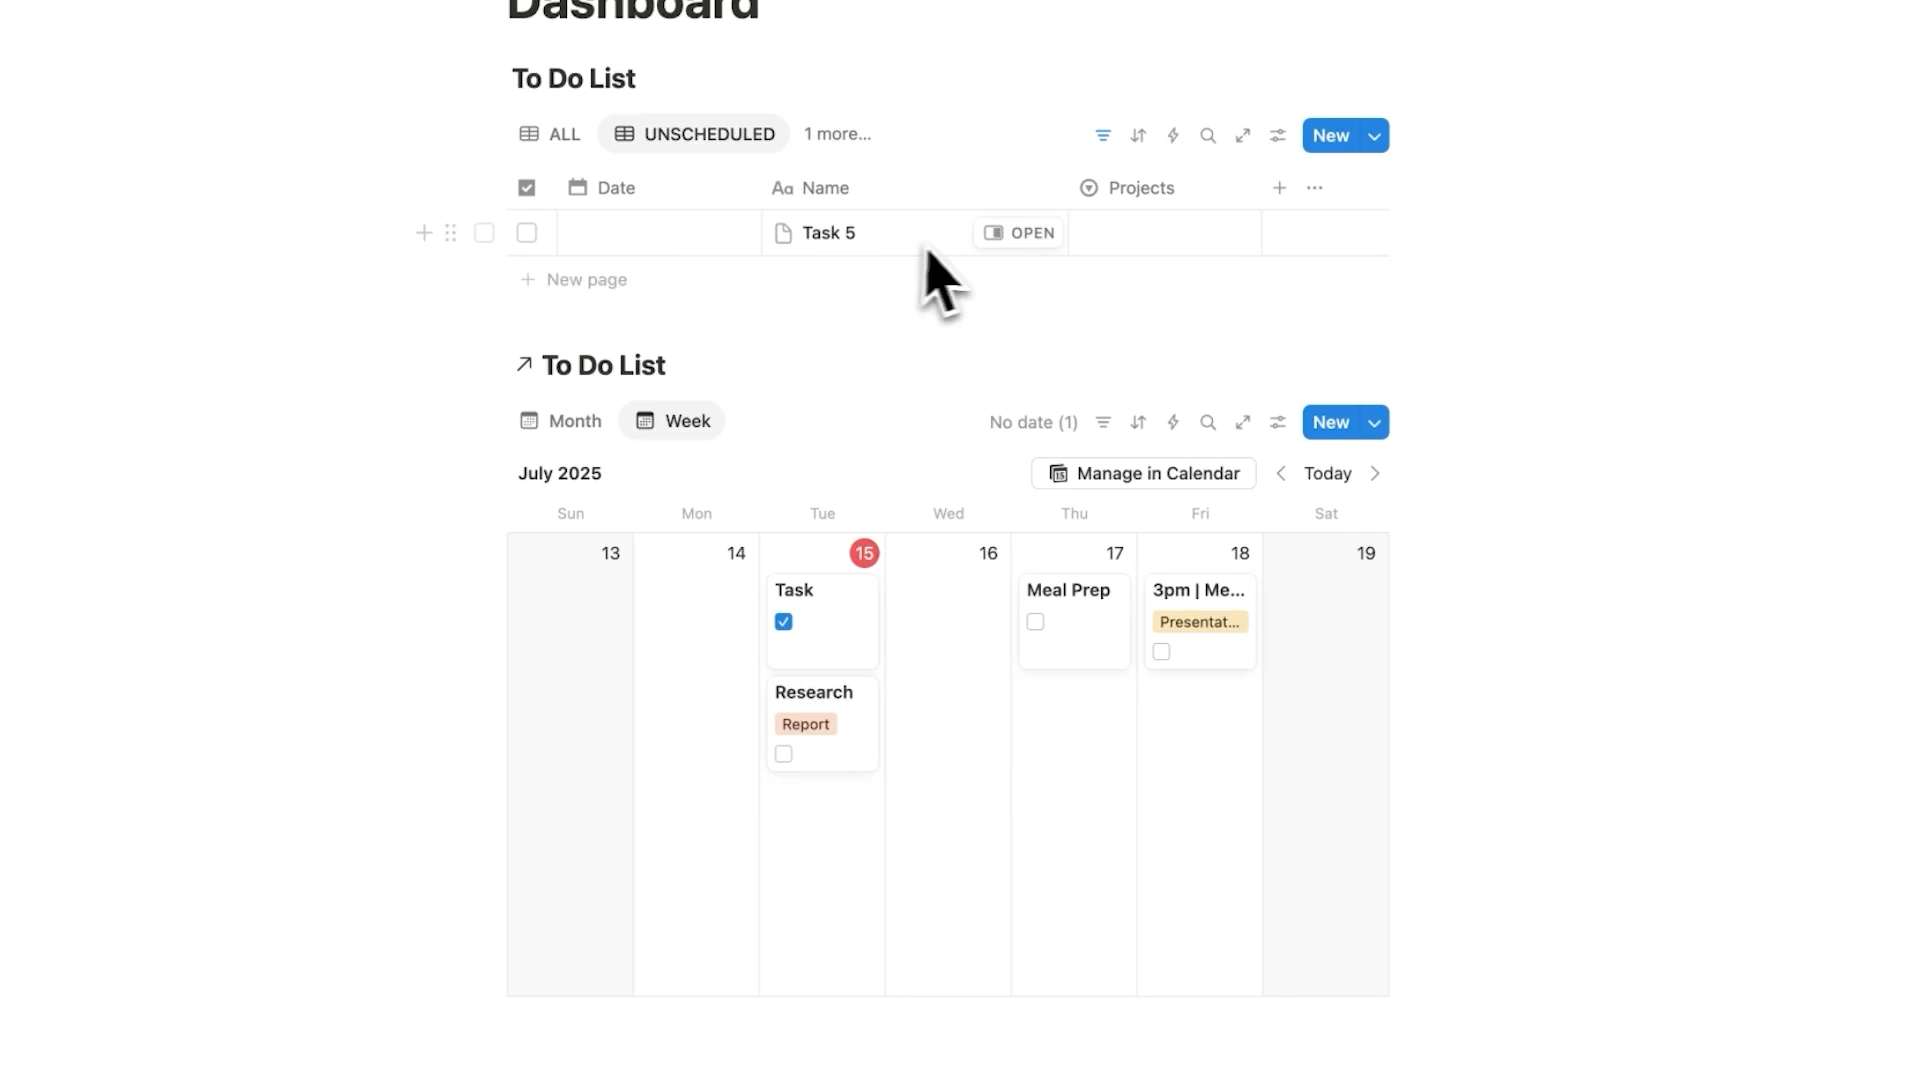 Dashboard
To Do List
ALL UNSCHEDULED 1 more... New
Date Aa Name Projects
Task 5 OPEN
New page
To Do List
Month Week No date (1) New
July 2025 Manage in Calendar Today
Sun Mon Tue Wed Thu Fri Sat
13 14 15 16 17 18 19
Task Meal Prep 3pm | Me...
Presentat...
Research
Report